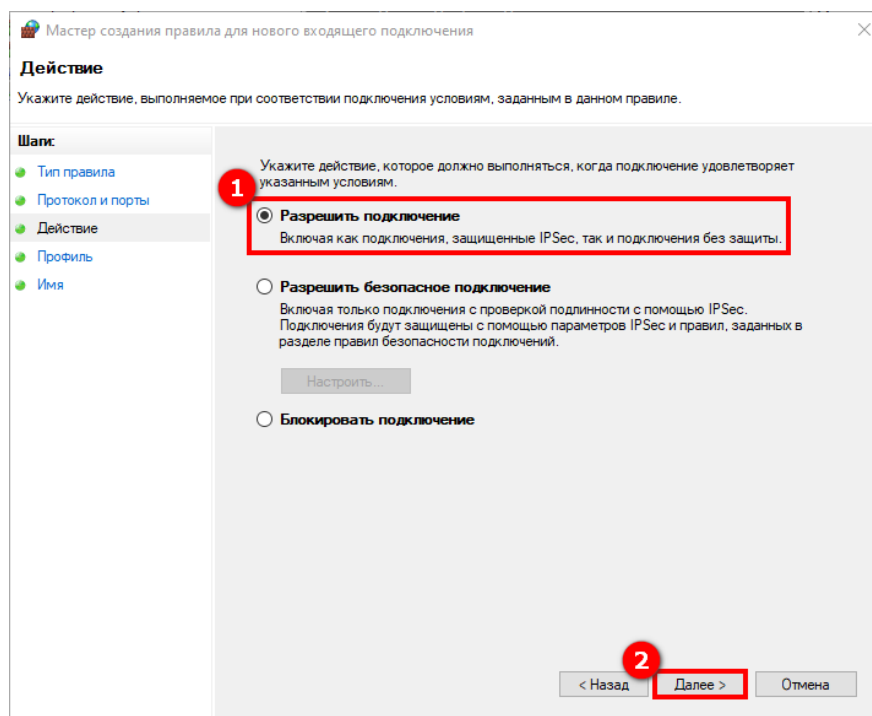 Мастер создания правила для нового входящего подключения
Действие
Укажите действие, выполняемое при соответствии подключения условиям, заданным в данном правиле.
Шаги:
Тип правила
Протокол и порты
Действие
Профиль
Имя
Укажите действие, которое должно выполняться, когда подключение удовлетворяет
указанным условиям.
1
Разрешить подключение
Включая как подключения, защищенные IPSec, так и подключения без защиты.
Разрешить безопасное подключение
Включая только подключения с проверкой подлинности с помощью IPSec.
Подключения будут защищены с помощью параметров IPSec и правил, заданных в
разделе правил безопасности подключений.
Настроить...
Блокировать подключение
2
< Назад
Далее >
Отмена